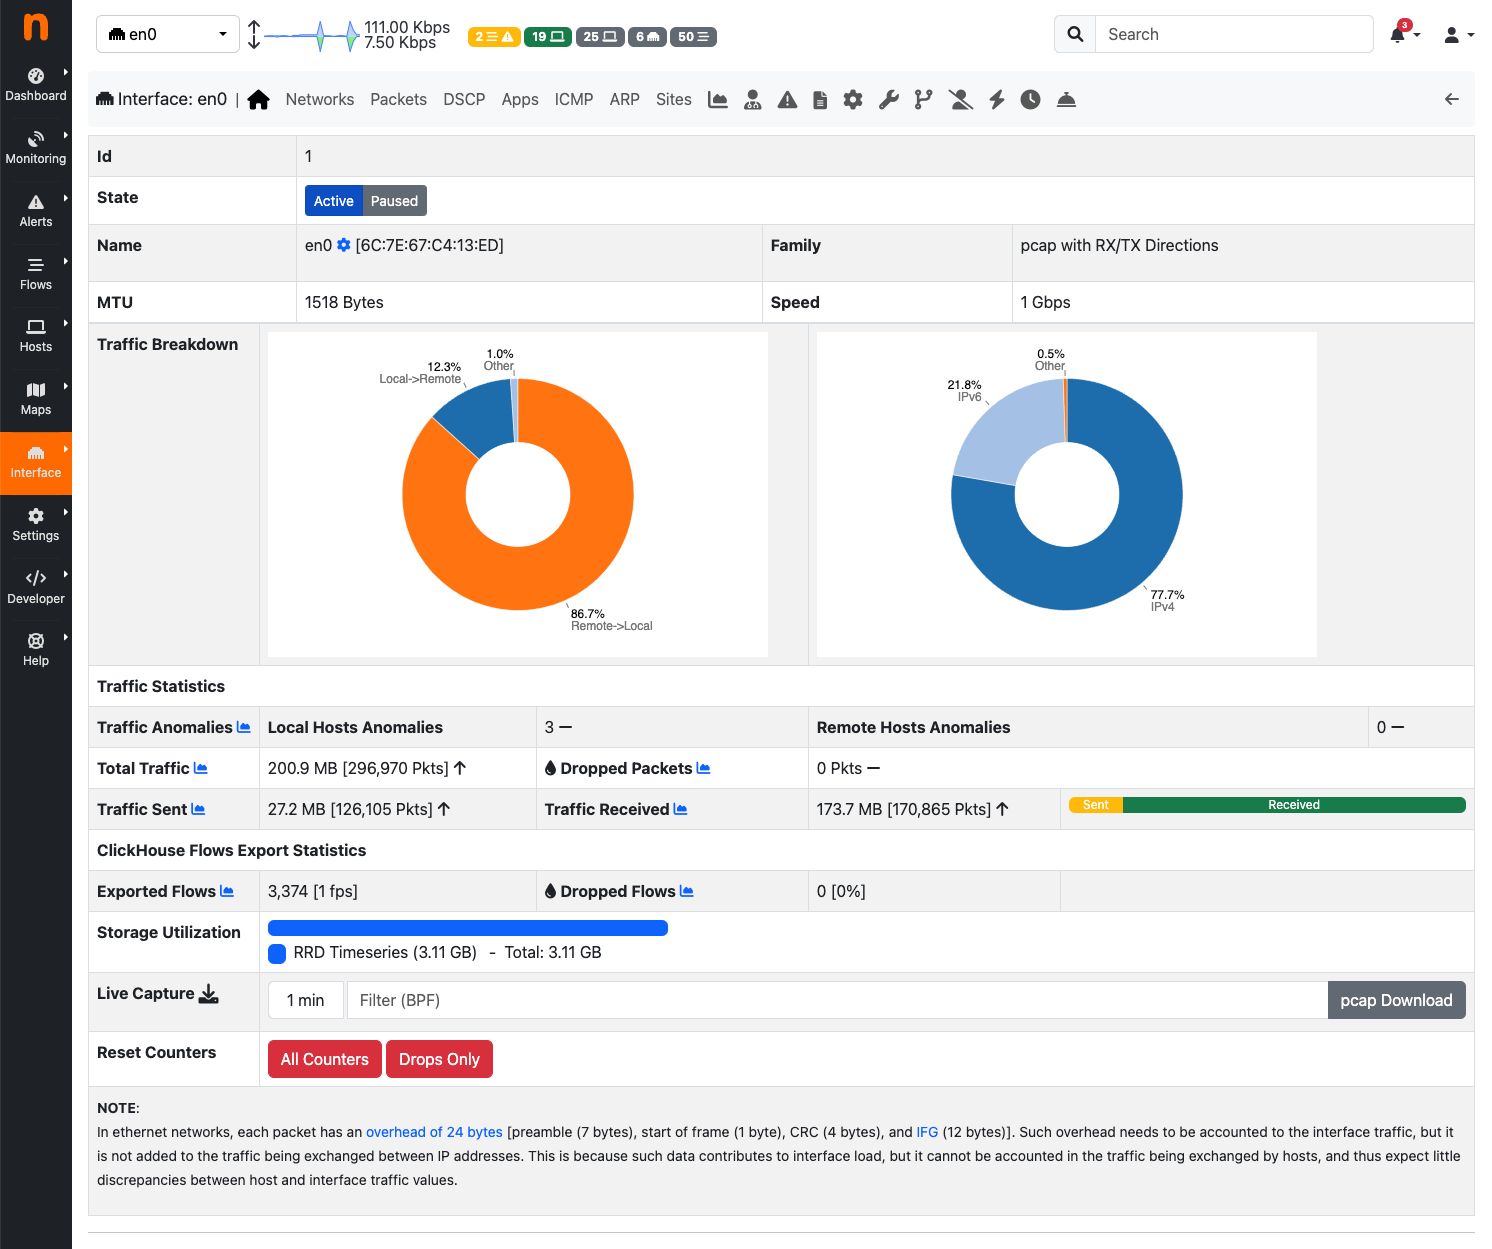 n
en0
111.00 Kbps
7.50 Kbps
2
19
25
6
50
Search
3
Dashboard
Monitoring
Alerts
Flows
Hosts
Maps
Interface
Settings
Developer
Help
Interface: en0 |
Networks
Packets
DSCP
Apps
ICMP
ARP
Sites
Id
1
State
Active
Paused
Name
en0 [6C:7E:67:C4:13:ED]
Family
pcap with RX/TX Directions
MTU
1518 Bytes
Speed
1 Gbps
Traffic Breakdown
1.0%
Other
12.3%
Local->Remote
86.7%
Remote->Local
0.5%
Other
21.8%
IPv6
77.7%
IPv4
Traffic Statistics
Traffic Anomalies
Local Hosts Anomalies
3 —
Remote Hosts Anomalies
0 —
Total Traffic
200.9 MB [296,970 Pkts] ↑
Dropped Packets
0 Pkts —
Traffic Sent
27.2 MB [126,105 Pkts] ↑
Traffic Received
173.7 MB [170,865 Pkts] ↑
Sent
Received
ClickHouse Flows Export Statistics
Exported Flows
3,374 [1 fps]
Dropped Flows
0 [0%]
Storage Utilization
RRD Timeseries (3.11 GB) - Total: 3.11 GB
Live Capture
1 min
Filter (BPF)
pcap Download
Reset Counters
All Counters
Drops Only
NOTE:
In ethernet networks, each packet has an overhead of 24 bytes [preamble (7 bytes), start of frame (1 byte), CRC (4 bytes), and IFG (12 bytes)]. Such overhead needs to be accounted to the interface traffic, but it
is not added to the traffic being exchanged between IP addresses. This is because such data contributes to interface load, but it cannot be accounted in the traffic being exchanged by hosts, and thus expect little
discrepancies between host and interface traffic values.